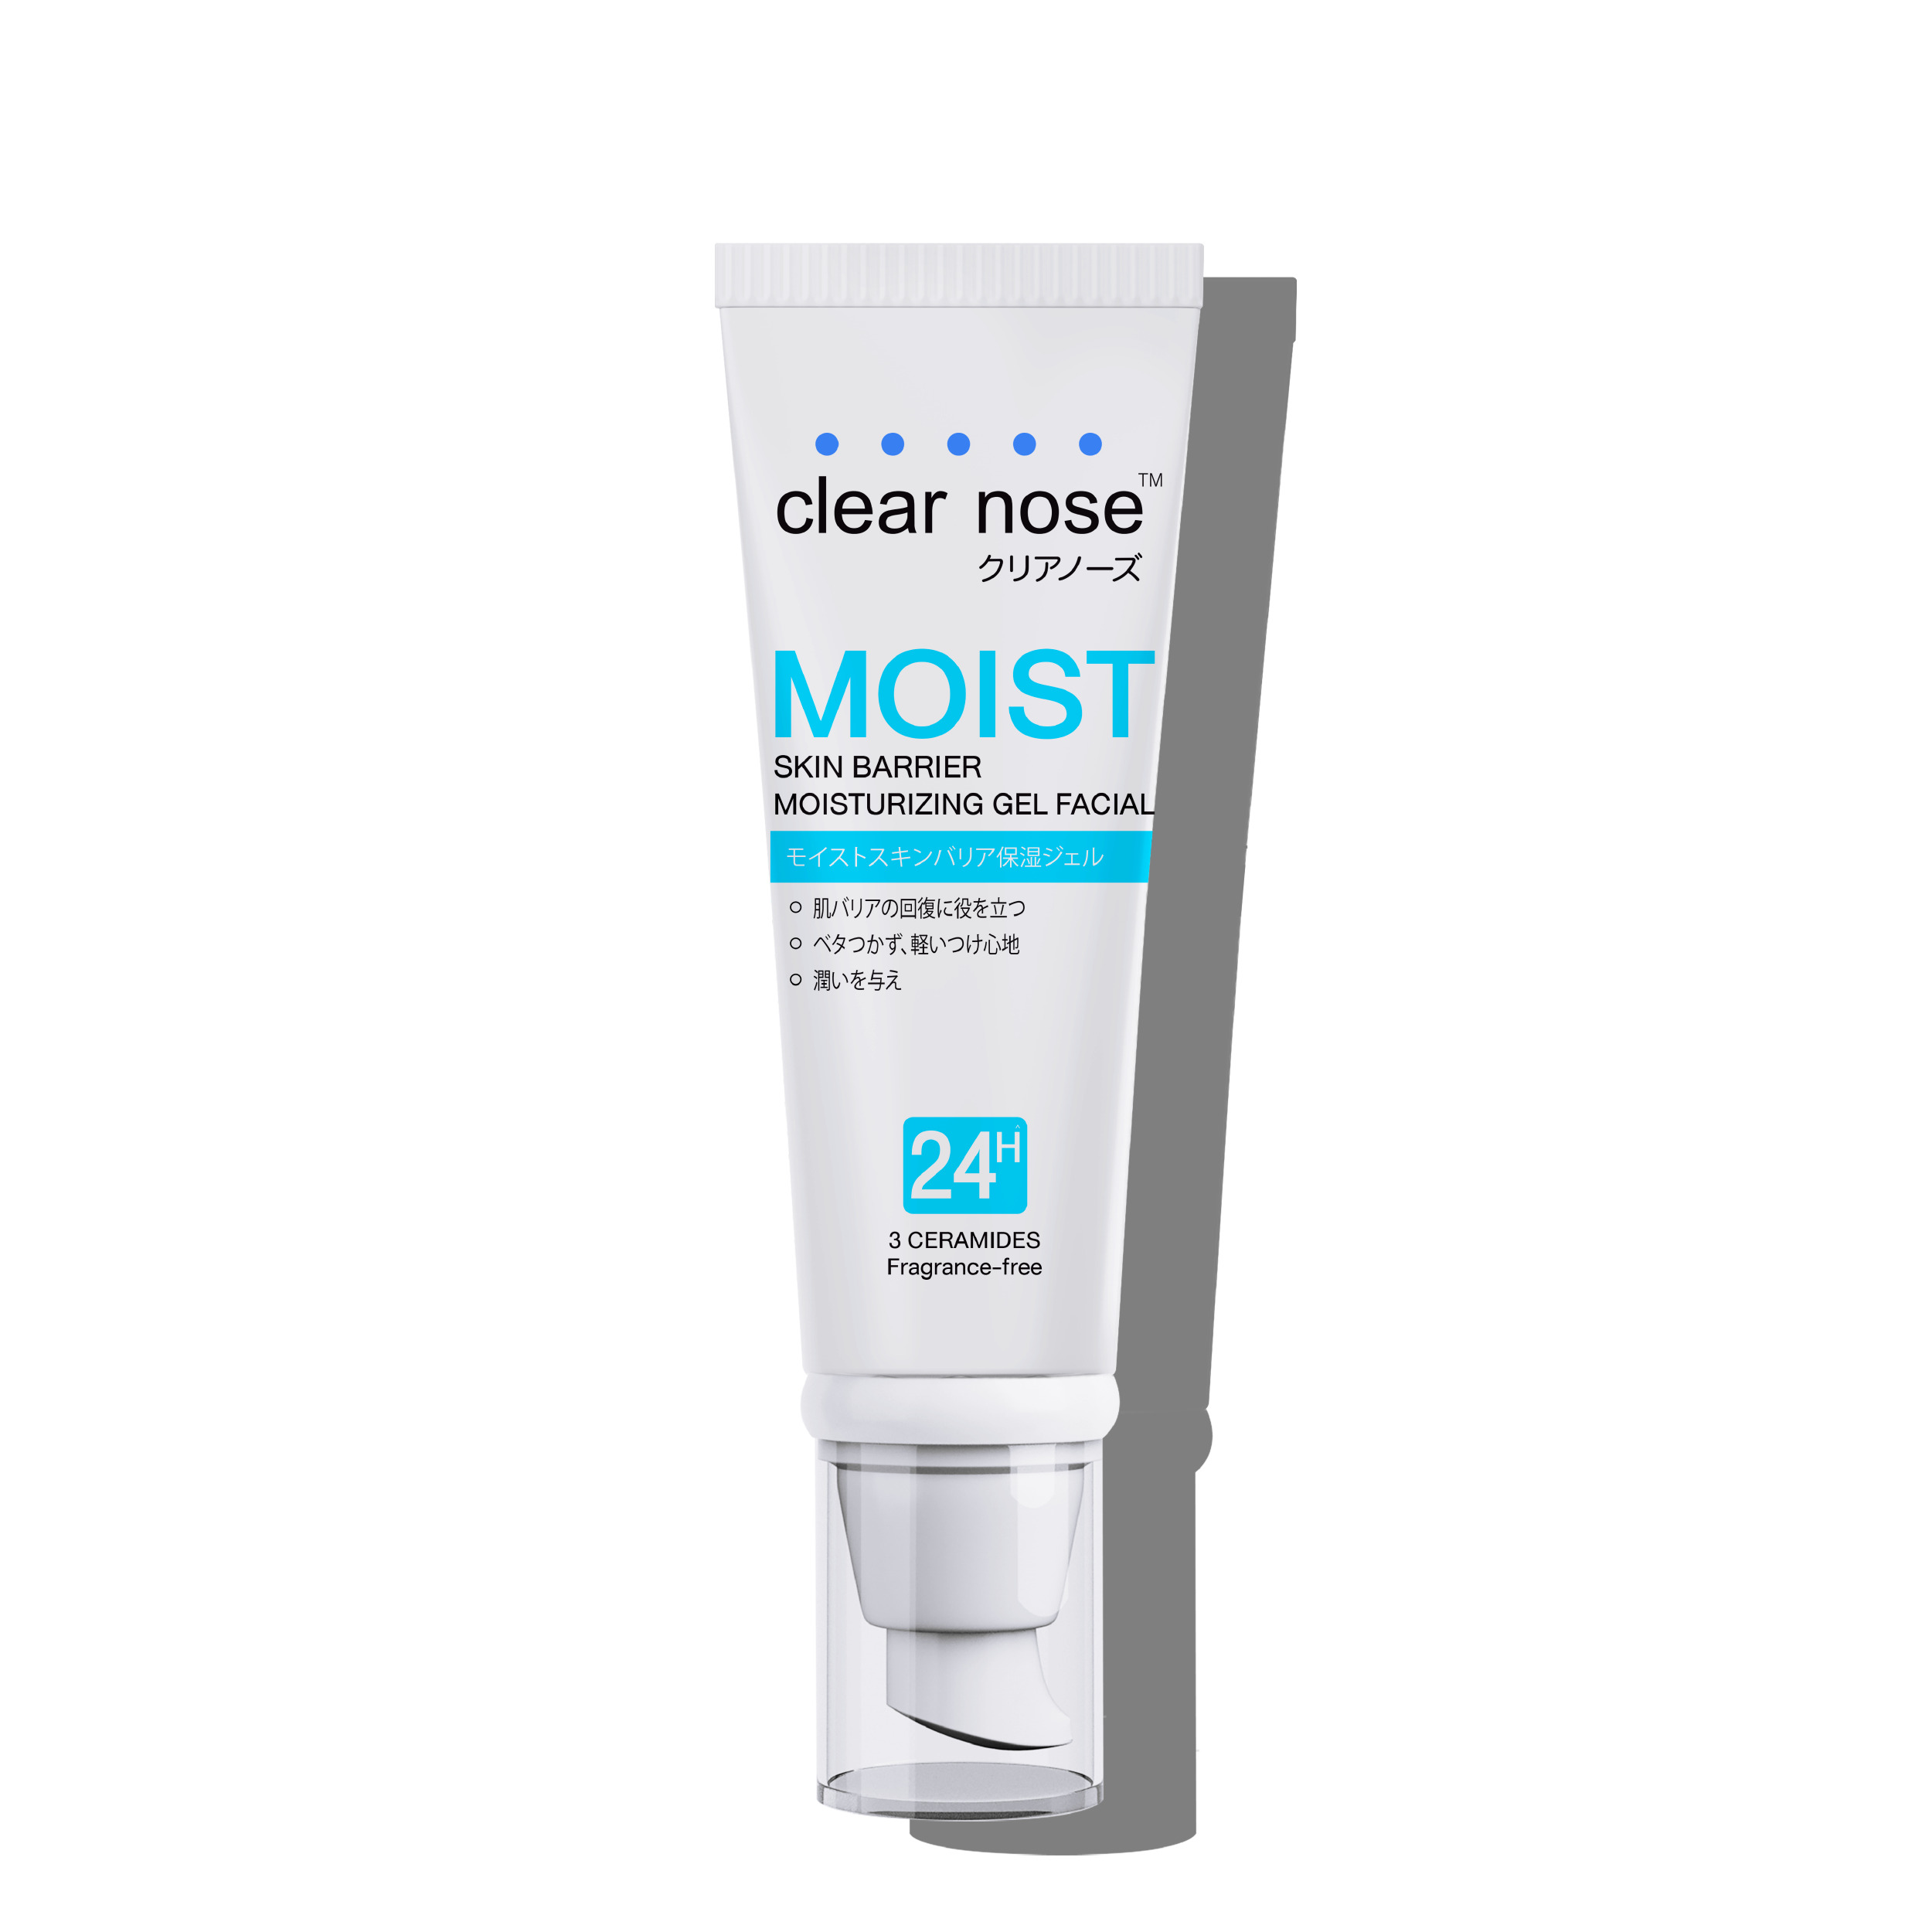 clear nose™
クリアノーズ
MOIST
SKIN BARRIER
MOISTURIZING GEL FACIAL
モイストスキンバリア保湿ジェル
肌バリアの回復に役を立つ
ベタつかず、軽いつけ心地
潤いを与え
24H^
3 CERAMIDES
Fragrance-free